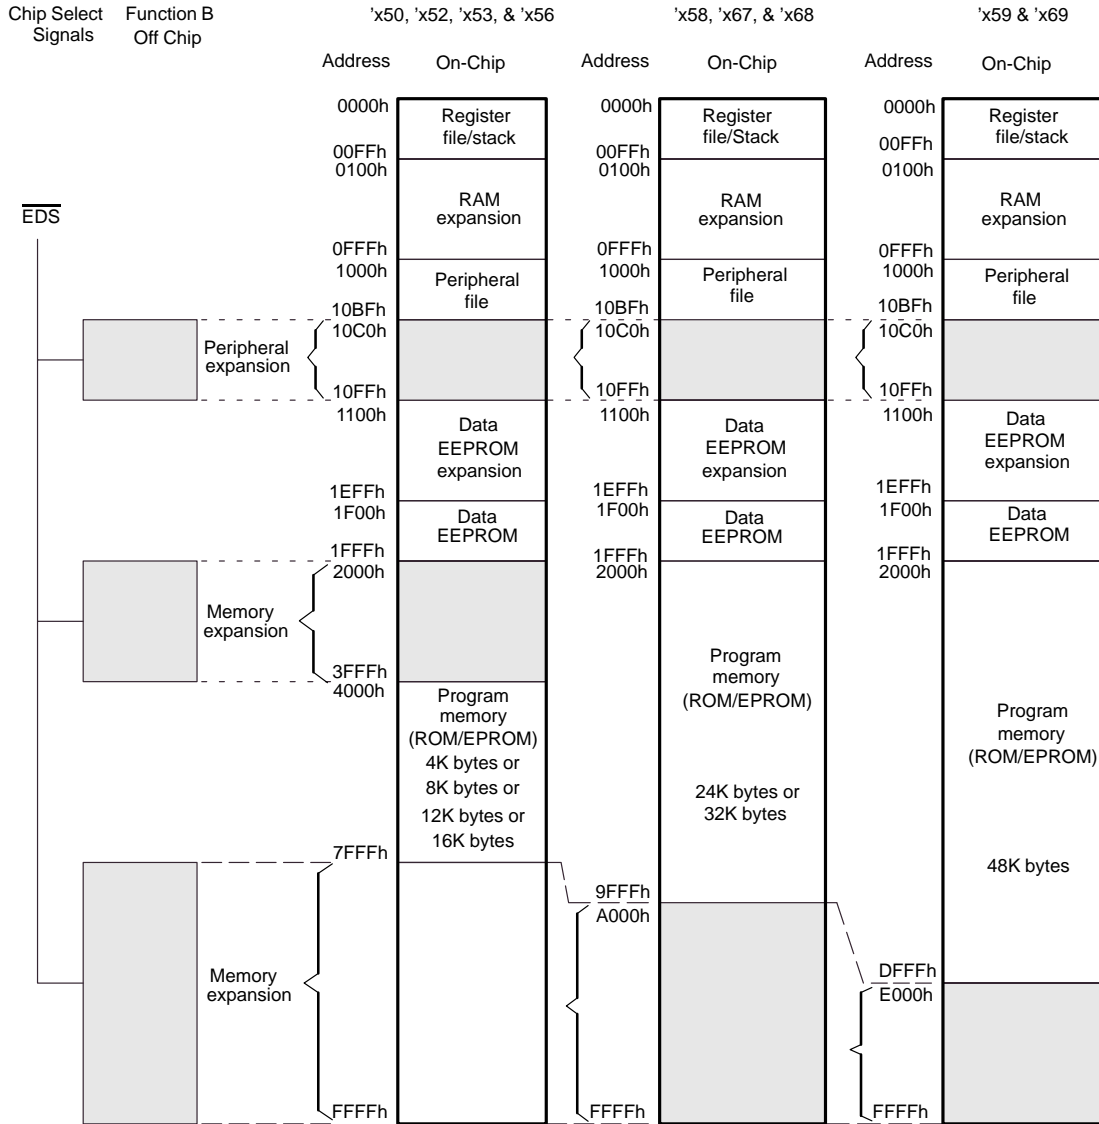 Chip Select
Signals
Function B
Off Chip
'x50, 'x52, 'x53, & 'x56
'x58, 'x67, & 'x68
'x59 & 'x69
Address
On-Chip
Address
On-Chip
Address
On-Chip
EDS
Peripheral
expansion
Memory
expansion
Memory
expansion
0000h
00FFh
0100h
0FFFh
1000h
10BFh
10C0h
10FFh
1100h
1EFFh
1F00h
1FFFh
2000h
3FFFh
4000h
7FFFh
FFFFh
Register
file/stack
RAM
expansion
Peripheral
file
Data
EEPROM
expansion
Data
EEPROM
Program
memory
(ROM/EPROM)
4K bytes or
8K bytes or
12K bytes or
16K bytes
0000h
00FFh
0100h
0FFFh
1000h
10BFh
10C0h
10FFh
1100h
1EFFh
1F00h
1FFFh
2000h
9FFFh
A000h
FFFFh
Register
file/Stack
RAM
expansion
Peripheral
file
Data
EEPROM
expansion
Data
EEPROM
Program
memory
(ROM/EPROM)
24K bytes or
32K bytes
0000h
00FFh
0100h
0FFFh
1000h
10BFh
10C0h
10FFh
1100h
1EFFh
1F00h
1FFFh
2000h
DFFFh
E000h
FFFFh
Register
file/stack
RAM
expansion
Peripheral
file
Data
EEPROM
expansion
Data
EEPROM
Program
memory
(ROM/EPROM)
48K bytes